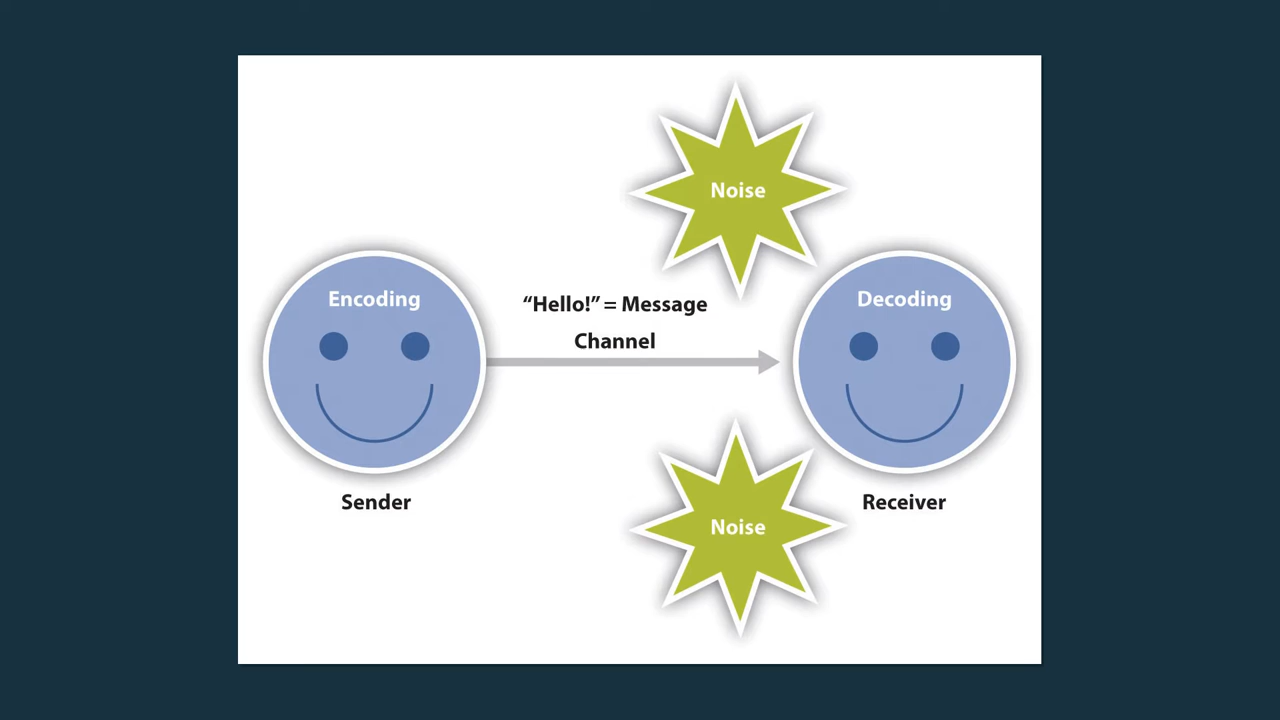 Noise
Encoding
“Hello!” = Message
Channel
Decoding
Sender
Receiver
Noise